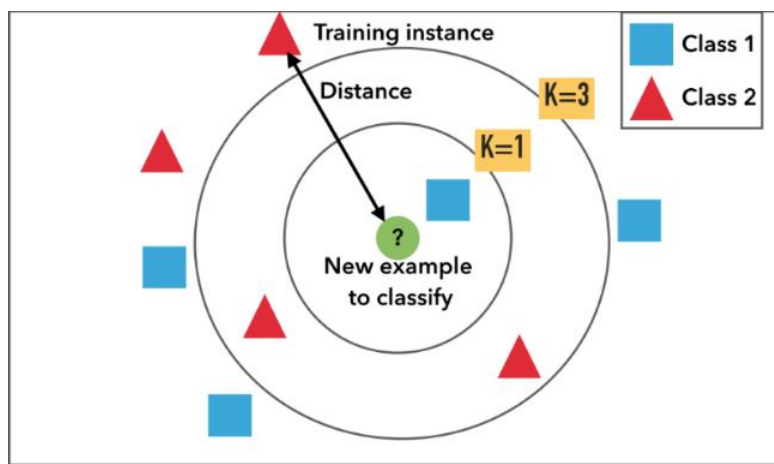 Training instance
Class 1
Distance
K=3
Class 2
K=1
?
New example
to classify